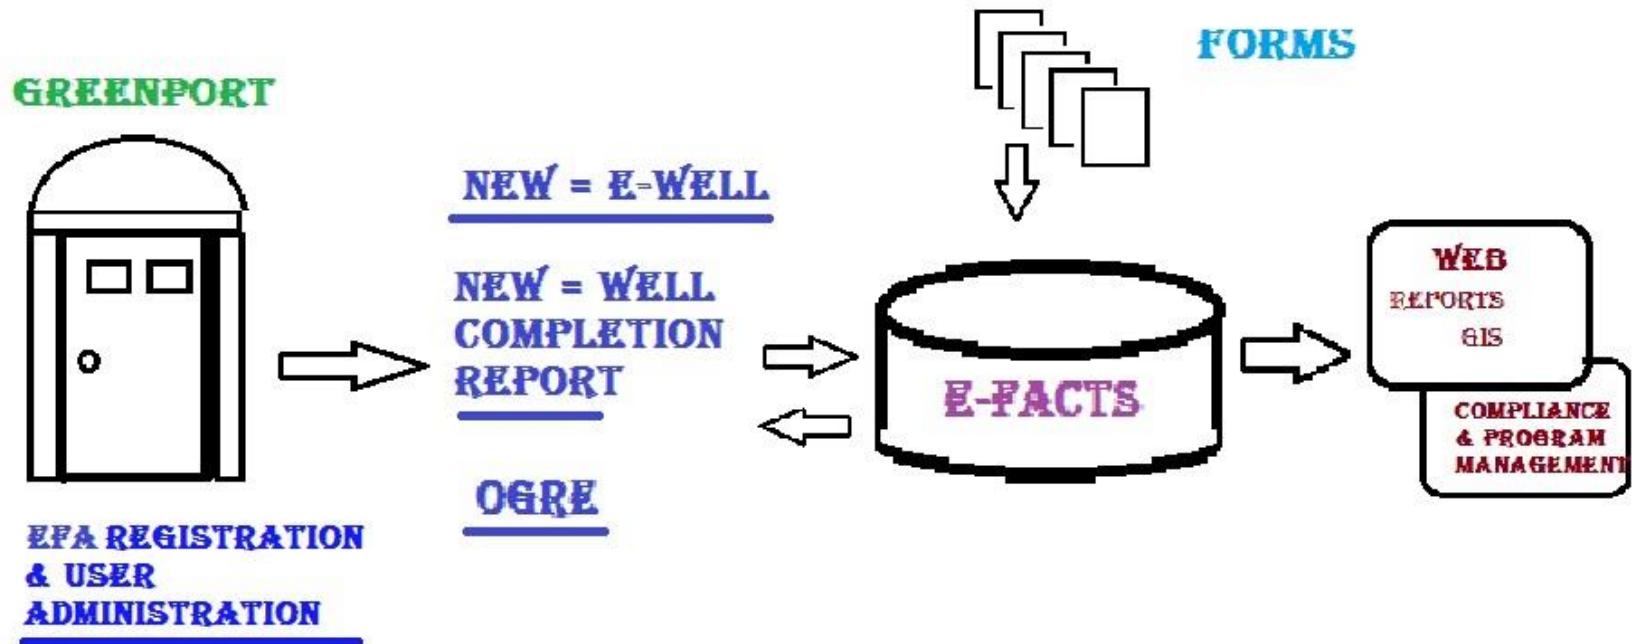 GREENPORT
EFA REGISTRATION
& USER
ADMINISTRATION
NEW = E-WELL
NEW = WELL
COMPLETION
REPORT
OGRE
FORMS
E-FACTS
WEB
REPORTS
GIS
COMPLIANCE
& PROGRAM
MANAGEMENT